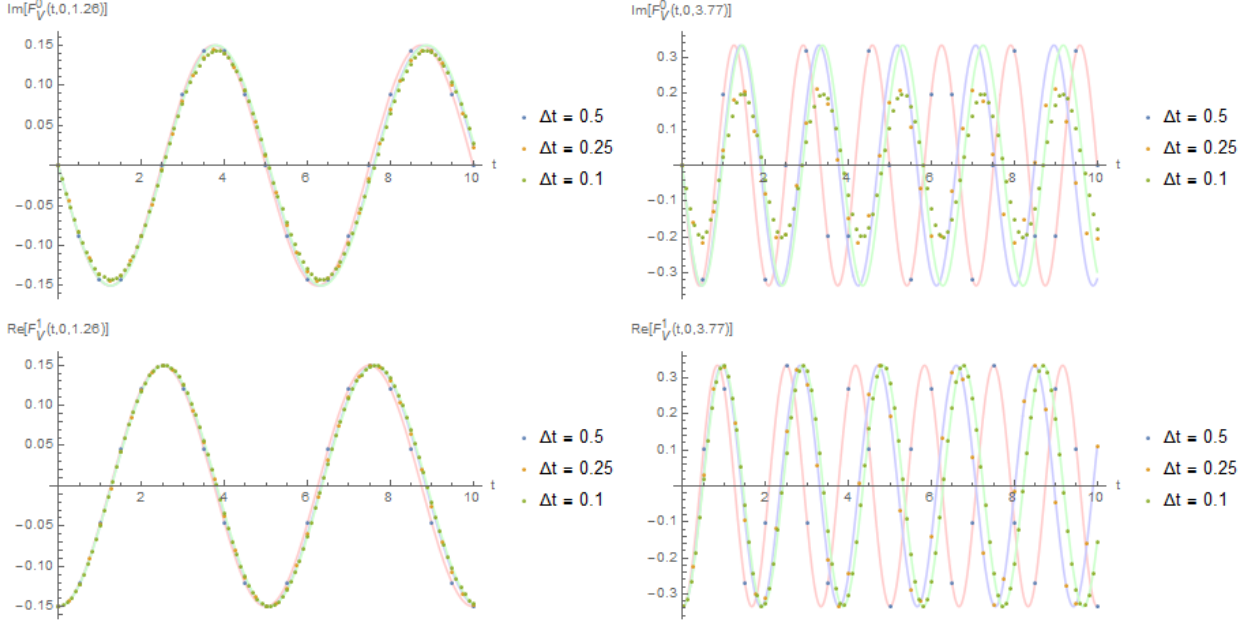 Im[F_V^0(t,0,1.26)]
0.15
0.10
0.05
−0.05
−0.10
−0.15
2
4
6
8
10
t
Δt = 0.5
Δt = 0.25
Δt = 0.1
Im[F_V^0(t,0,3.77)]
0.3
0.2
0.1
−0.1
−0.2
−0.3
2
4
6
8
10
t
Δt = 0.5
Δt = 0.25
Δt = 0.1
Re[F_V^1(t,0,1.26)]
0.15
0.10
0.05
−0.05
−0.10
−0.15
2
4
6
8
10
t
Δt = 0.5
Δt = 0.25
Δt = 0.1
Re[F_V^1(t,0,3.77)]
0.3
0.2
0.1
−0.1
−0.2
−0.3
2
4
6
8
10
t
Δt = 0.5
Δt = 0.25
Δt = 0.1